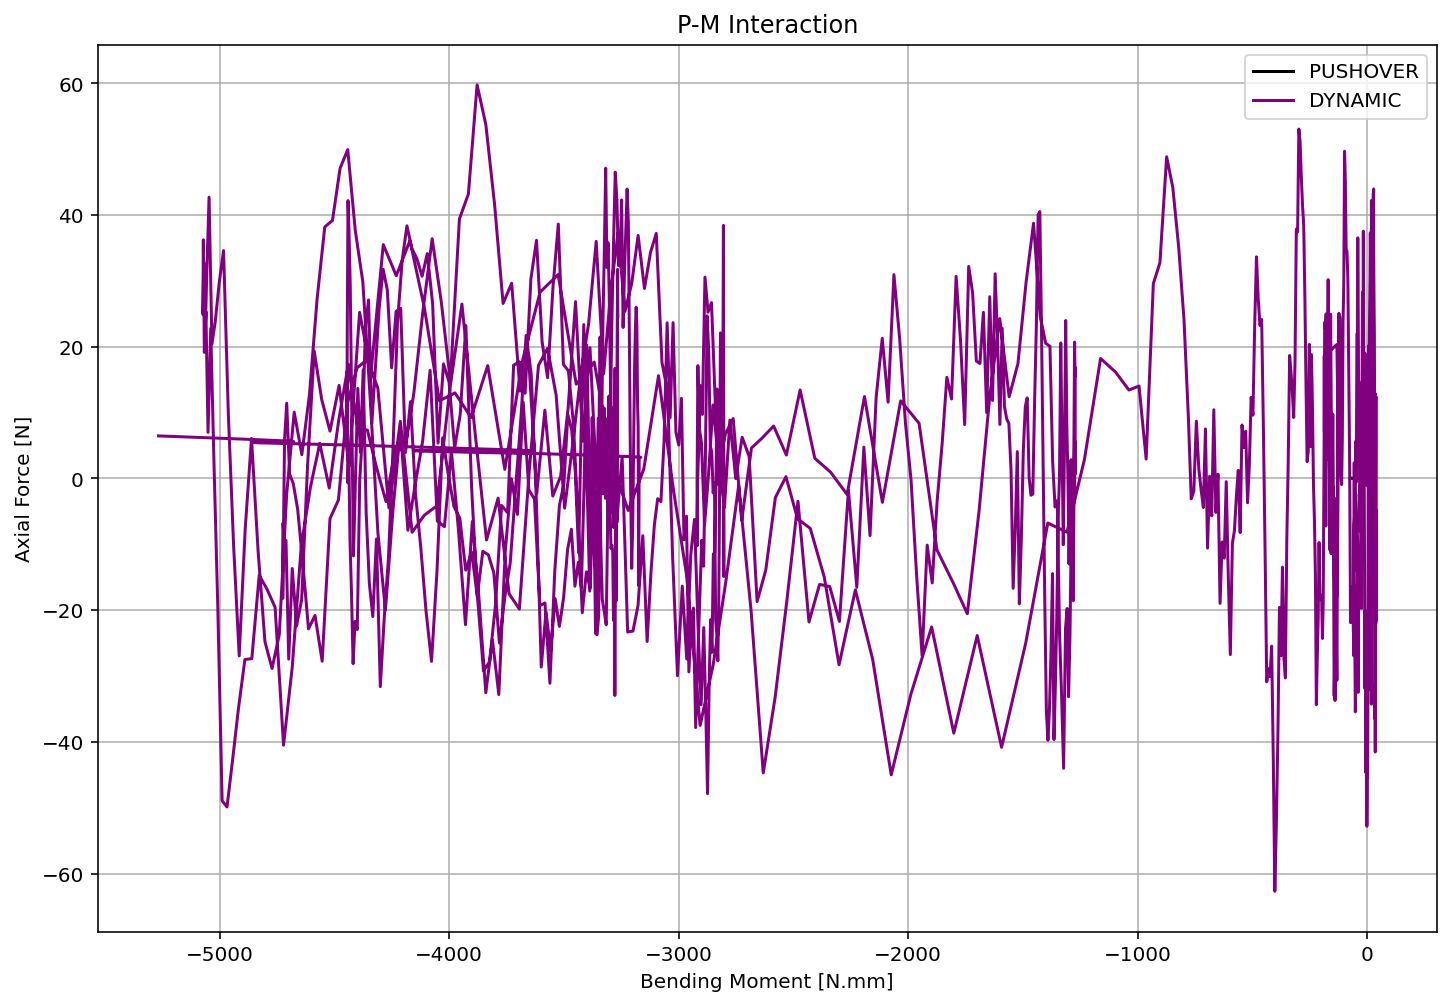 P-M Interaction
PUSHOVER
DYNAMIC
60
40
20
0
−20
−40
−60
Axial Force [N]
−5000
−4000
−3000
−2000
−1000
0
Bending Moment [N.mm]